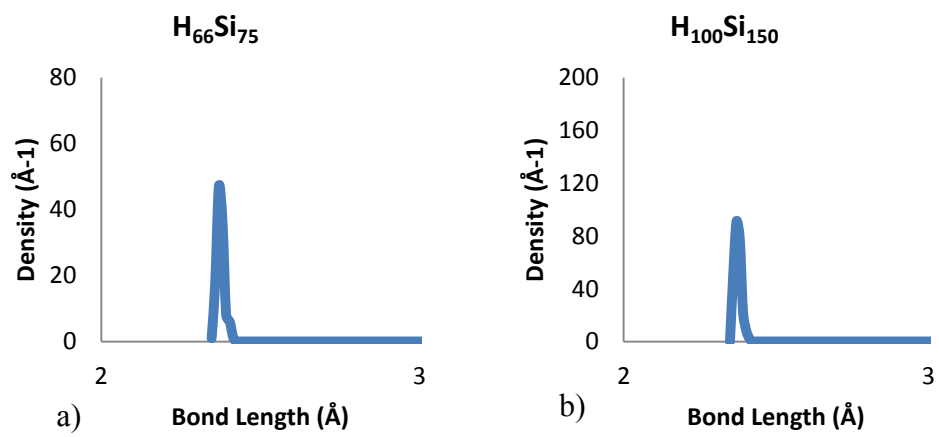 H₆₆Si₇₅
80
60
40
20
0
Density (Å-1)
2
3
Bond Length (Å)
a)
H₁₀₀Si₁₅₀
200
160
120
80
40
0
Density (Å-1)
2
3
Bond Length (Å)
b)